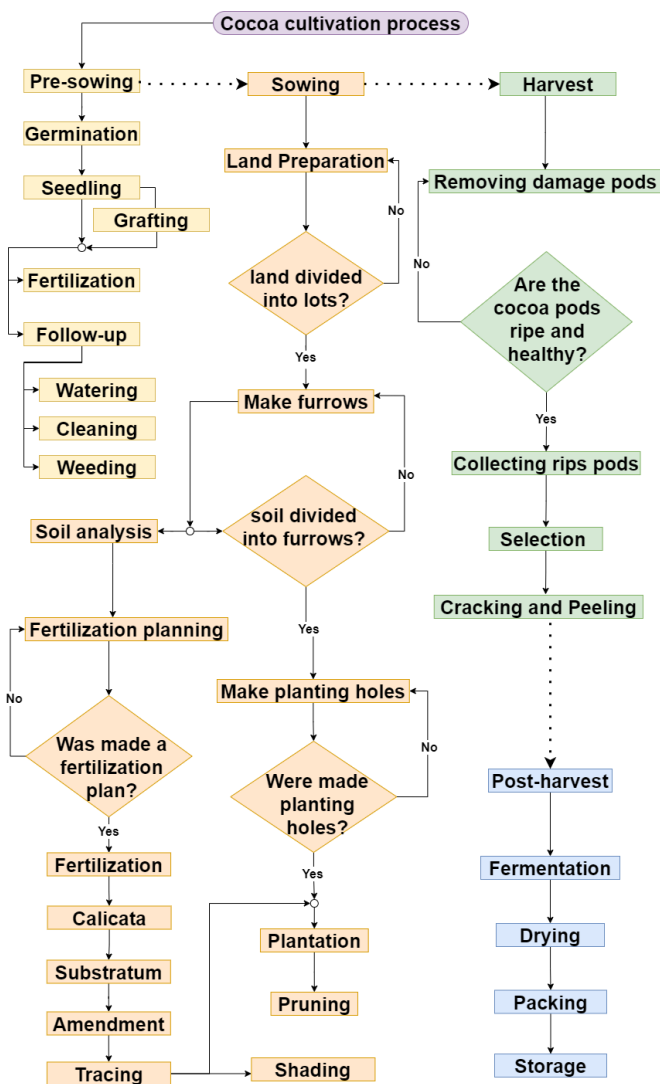 Cocoa cultivation process
Pre-sowing
Sowing
Harvest
Germination
Seedling
Grafting
Fertilization
Follow-up
Watering
Cleaning
Weeding
Land Preparation
No
land divided
into lots?
Yes
Make furrows
No
soil divided
into furrows?
Soil analysis
Fertilization planning
No
Was made a
fertilization
plan?
Yes
Fertilization
Calicata
Substratum
Amendment
Tracing
Yes
Make planting holes
No
Were made
planting
holes?
Yes
Plantation
Pruning
Shading
Removing damage pods
No
Are the
cocoa pods
ripe and
healthy?
Yes
Collecting rips pods
Selection
Cracking and Peeling
Post-harvest
Fermentation
Drying
Packing
Storage